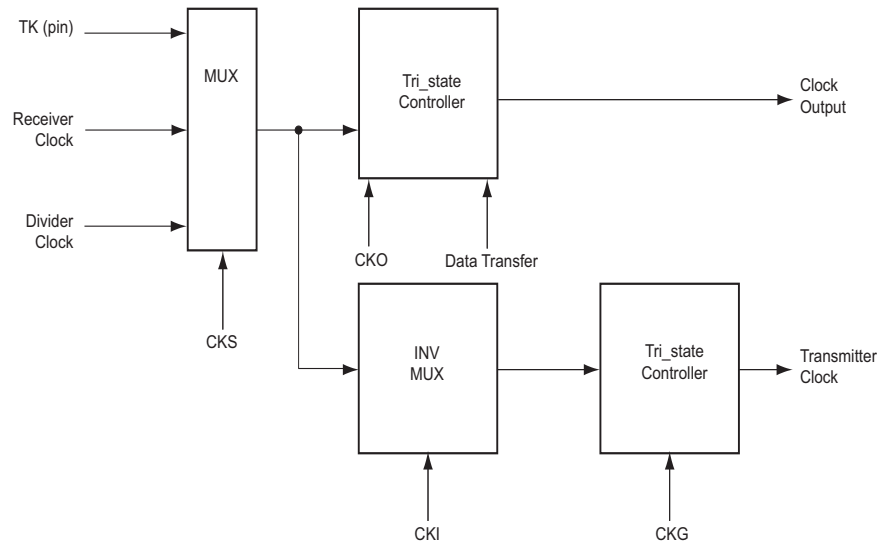 TK (pin)
MUX
Tri_state
Controller
Clock
Output
Receiver
Clock
Divider
Clock
CKO
Data Transfer
CKS
INV
MUX
Tri_state
Controller
Transmitter
Clock
CKI
CKG